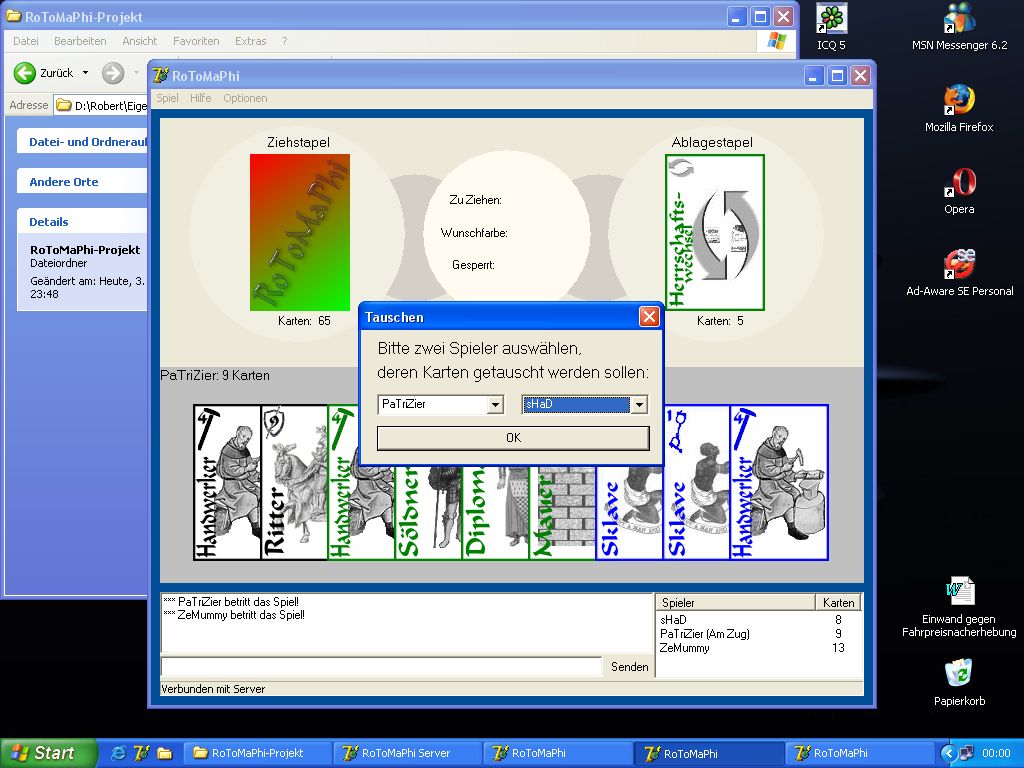 RoToMaPhi-Projekt
Datei Bearbeiten Ansicht Favoriten Extras ?
Zurück
Adresse D:\Robert\Eige
Datei- und Ordnerauf
Andere Orte
Details
RoToMaPhi-Projekt
Dateiordner
Geändert am: Heute, 3.
23:48
RoToMaPhi
Spiel Hilfe Optionen
Ziehstapel
RoToMaPhi
Karten: 65
Zu Ziehen:
Wunschfarbe:
Gesperrt:
Ablagestapel
Herrschafts-
wechsel
Karten: 5
Tauschen
Bitte zwei Spieler auswählen,
deren Karten getauscht werden sollen:
PaTriZier sHaD
OK
PaTriZier: 9 Karten
Handwerker
Ritter
Handwerker
Söldner
Diplom
Mauer
Sklave
Sklave
Handwerker
*** PaTriZier betritt das Spiel!
*** ZeMummy betritt das Spiel!
Senden
Spieler Karten
sHaD 8
PaTriZier (Am Zug) 9
ZeMummy 13
Verbunden mit Server
ICQ 5
MSN Messenger 6.2
Mozilla Firefox
Opera
Ad-Aware SE Personal
Einwand gegen
Fahrpreisnacherhebung
Papierkorb
Start RoToMaPhi-Projekt RoToMaPhi Server RoToMaPhi RoToMaPhi RoToMaPhi 00:00